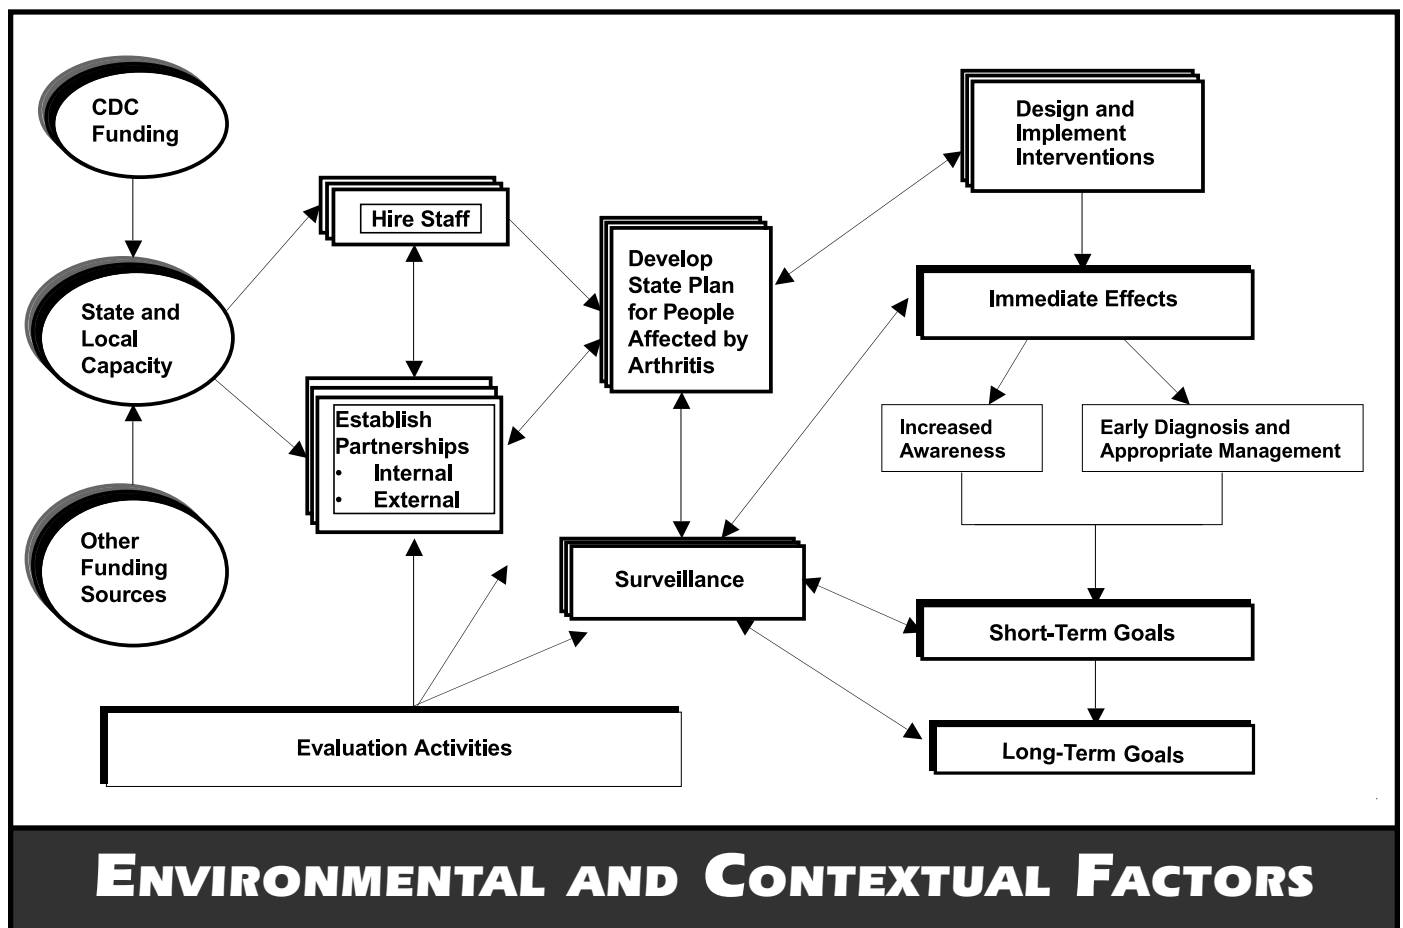 CDC
Funding
State and
Local
Capacity
Other
Funding
Sources
Hire Staff
Establish
Partnerships
• Internal
• External
Develop
State Plan
for People
Affected by
Arthritis
Surveillance
Evaluation Activities
Design and
Implement
Interventions
Immediate Effects
Increased
Awareness
Early Diagnosis and
Appropriate Management
Short-Term Goals
Long-Term Goals
ENVIRONMENTAL AND CONTEXTUAL FACTORS